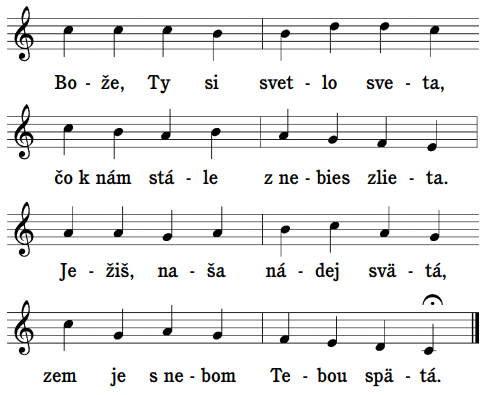 Bo - že, Ty si svet - lo sve - ta,
čo k nám stá - le z ne - bies zlie - ta.
Je - žiš, na - ša ná - dej svä - tá,
zem je s ne - bom Te - bou spä - tá.